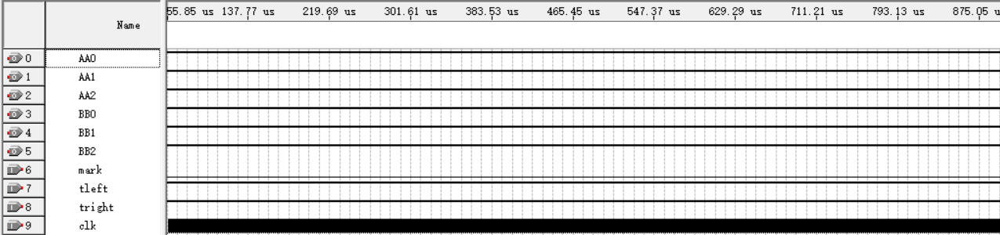 55.85 us 137.77 us 219.69 us 301.61 us 383.53 us 465.45 us 547.37 us 629.29 us 711.21 us 793.13 us 875.05 u
Name
0 AA0
1 AA1
2 AA2
3 BB0
4 BB1
5 BB2
6 mark
7 tleft
8 tright
9 clk